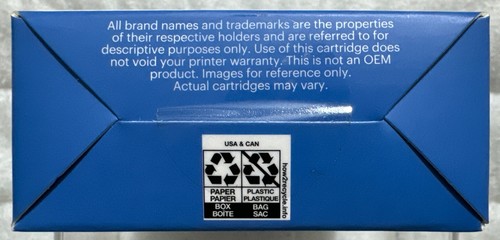 All brand names and trademarks are the properties
of their respective holders and are referred to for
descriptive purposes only. Use of this cartridge does
not void your printer warranty. This is not an OEM
product. Images for reference only.
Actual cartridges may vary.
USA & CAN
PAPER PLASTIC
PAPIER PLASTIQUE
BOX BAG
BOÎTE SAC
how2recycle.info